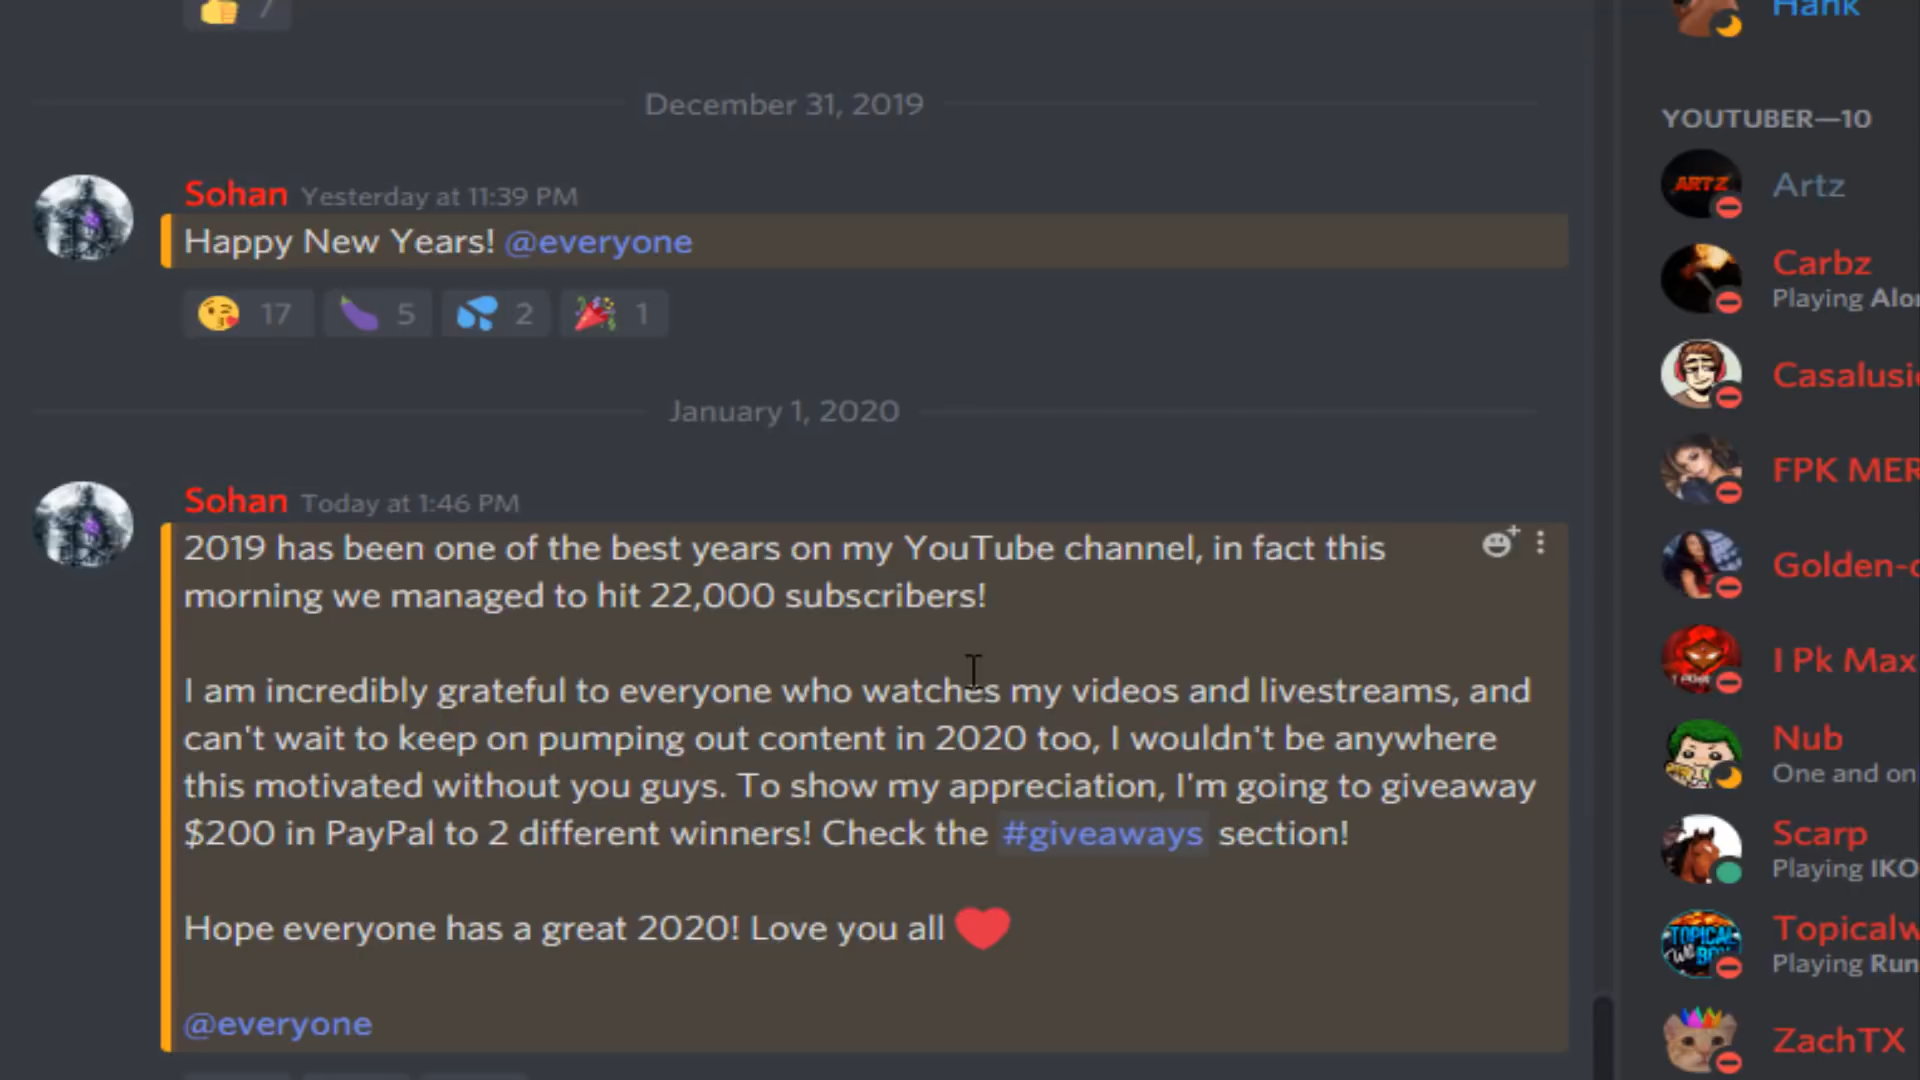 7
Hank
December 31, 2019
YOUTUBER—10
Sohan Yesterday at 11:39 PM
Happy New Years! @everyone
17 5 2 1
January 1, 2020
Sohan Today at 1:46 PM
2019 has been one of the best years on my YouTube channel, in fact this
morning we managed to hit 22,000 subscribers!
I am incredibly grateful to everyone who watches my videos and livestreams, and
can't wait to keep on pumping out content in 2020 too, I wouldn't be anywhere
this motivated without you guys. To show my appreciation, I'm going to giveaway
$200 in PayPal to 2 different winners! Check the #giveaways section!
Hope everyone has a great 2020! Love you all
@everyone
ARTZ
Artz
Carbz
Playing Alo
Casalusi
FPK MER
Golden-
I Pk Max
Nub
One and on
Scarp
Playing IKO
TOPICAL
Topicalw
Playing Run
ZachTX